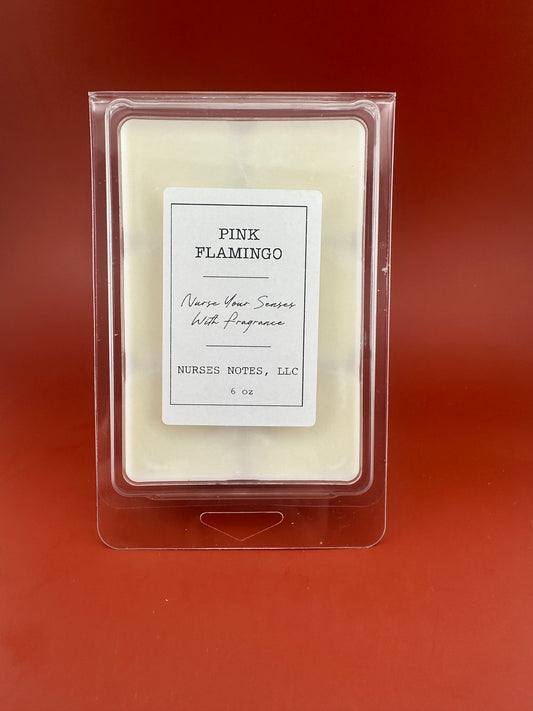 PINK
FLAMINGO
Nurse Your Senses
With Fragrance
NURSES NOTES, LLC
6 oz